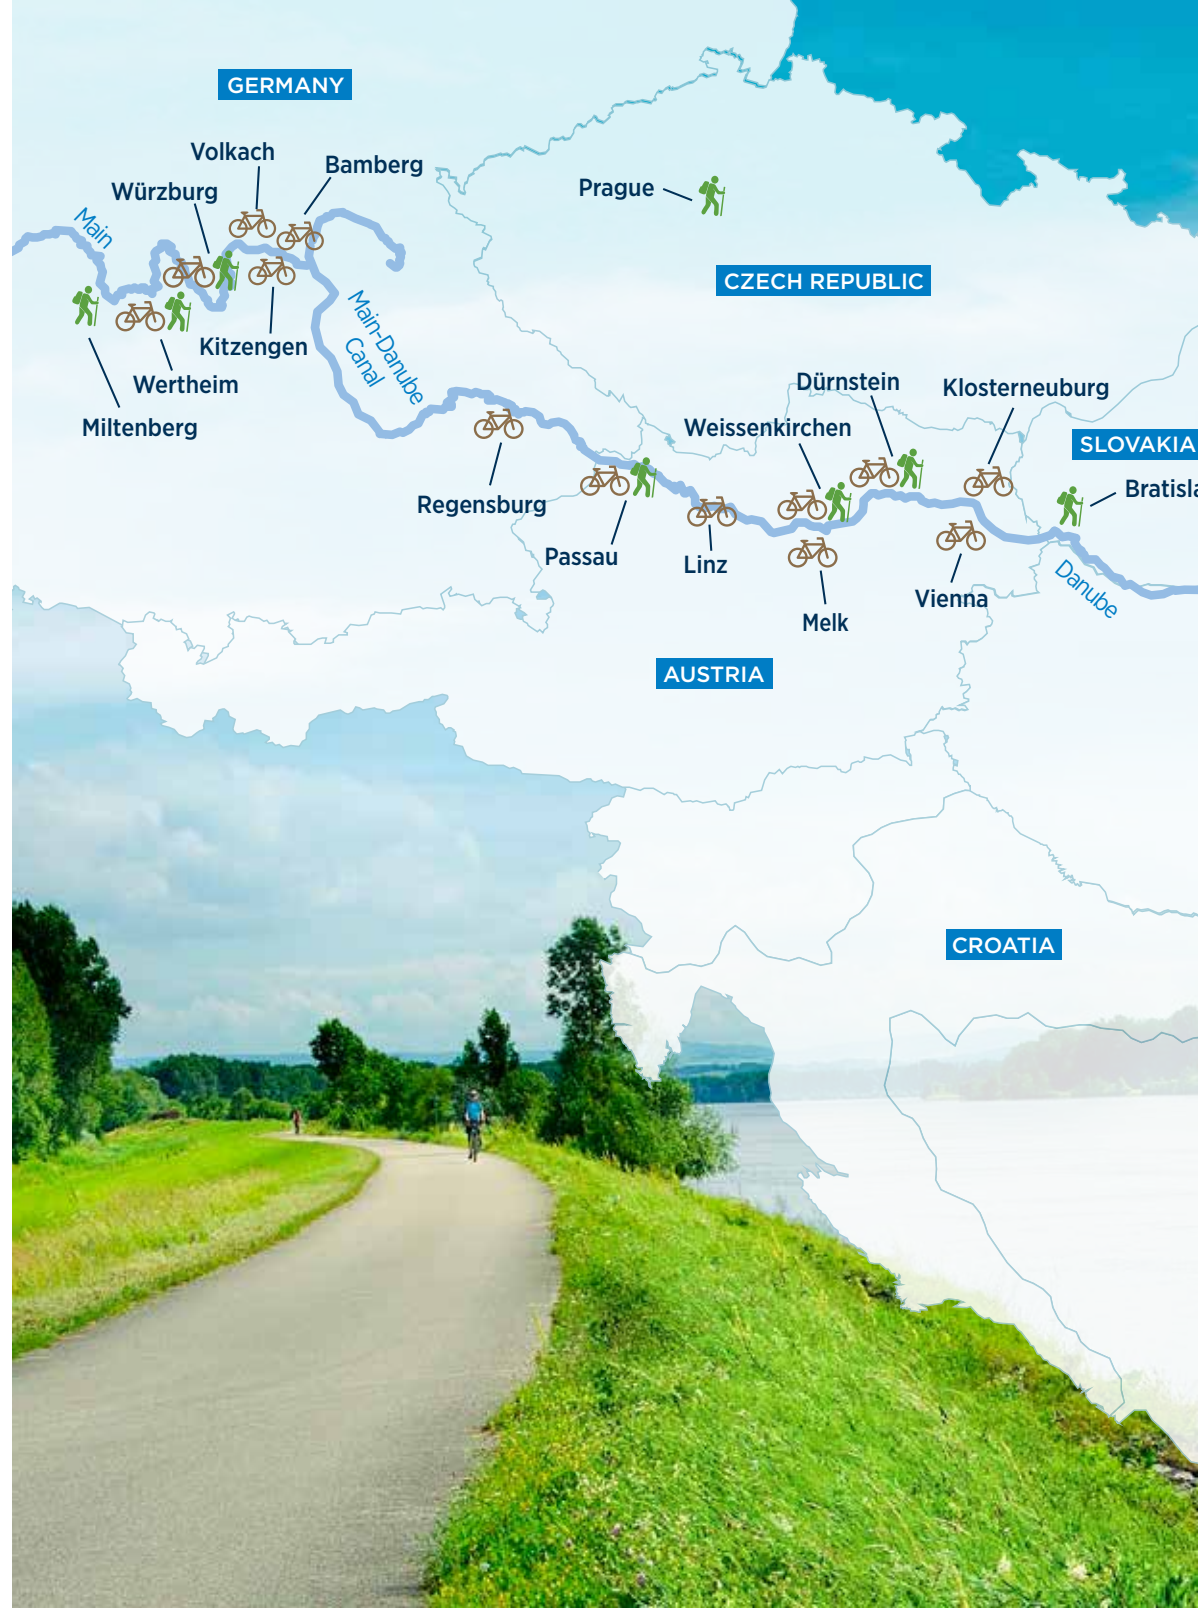 GERMANY
Volkach
Bamberg
Würzburg
Prague
Main
CZECH REPUBLIC
Main-Danube
Canal
Kitzengen
Wertheim
Miltenberg
Dürnstein
Klosterneuburg
Weissenkirchen
SLOVAKIA
Regensburg
Passau
Linz
Danube
Vienna
Melk
AUSTRIA
CROATIA